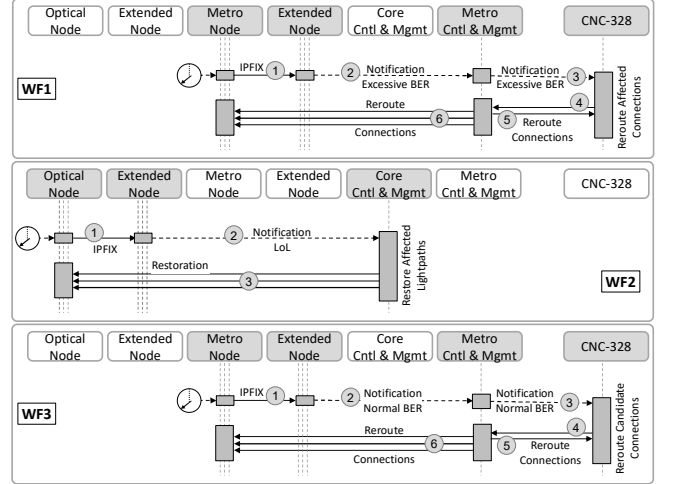 Optical
Node
Extended
Node
Metro
Node
Extended
Node
Core
Cntl & Mgmt
Metro
Cntl & Mgmt
CNC-328
WF1
IPFIX
1
2
Notification
Excessive BER
Notification
Excessive BER
3
4
Reroute
Connections
6
5
Reroute
Connections
Reroute Affected
Connections
Optical
Node
Extended
Node
Metro
Node
Extended
Node
Core
Cntl & Mgmt
Metro
Cntl & Mgmt
CNC-328
1
IPFIX
2
Notification
LoL
Restoration
3
Restore Affected
Lightpaths
WF2
Optical
Node
Extended
Node
Metro
Node
Extended
Node
Core
Cntl & Mgmt
Metro
Cntl & Mgmt
CNC-328
WF3
IPFIX
1
2
Notification
Normal BER
Notification
Normal BER
3
4
Reroute
Connections
6
5
Reroute
Connections
Reroute Candidate
Connections